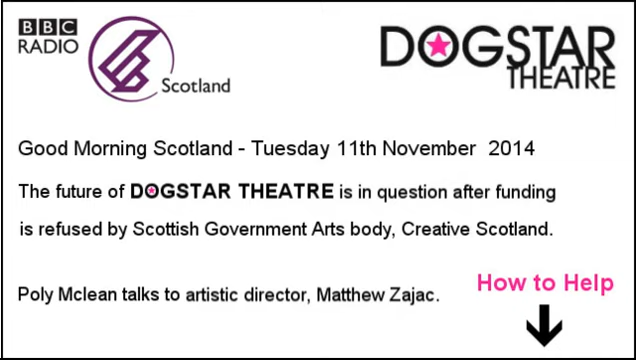 BBC
RADIO
Scotland
DOGSTAR
THEATRE
Good Morning Scotland - Tuesday 11th November 2014
The future of DOGSTAR THEATRE is in question after funding
is refused by Scottish Government Arts body, Creative Scotland.
Poly Mclean talks to artistic director, Matthew Zajac.
How to Help